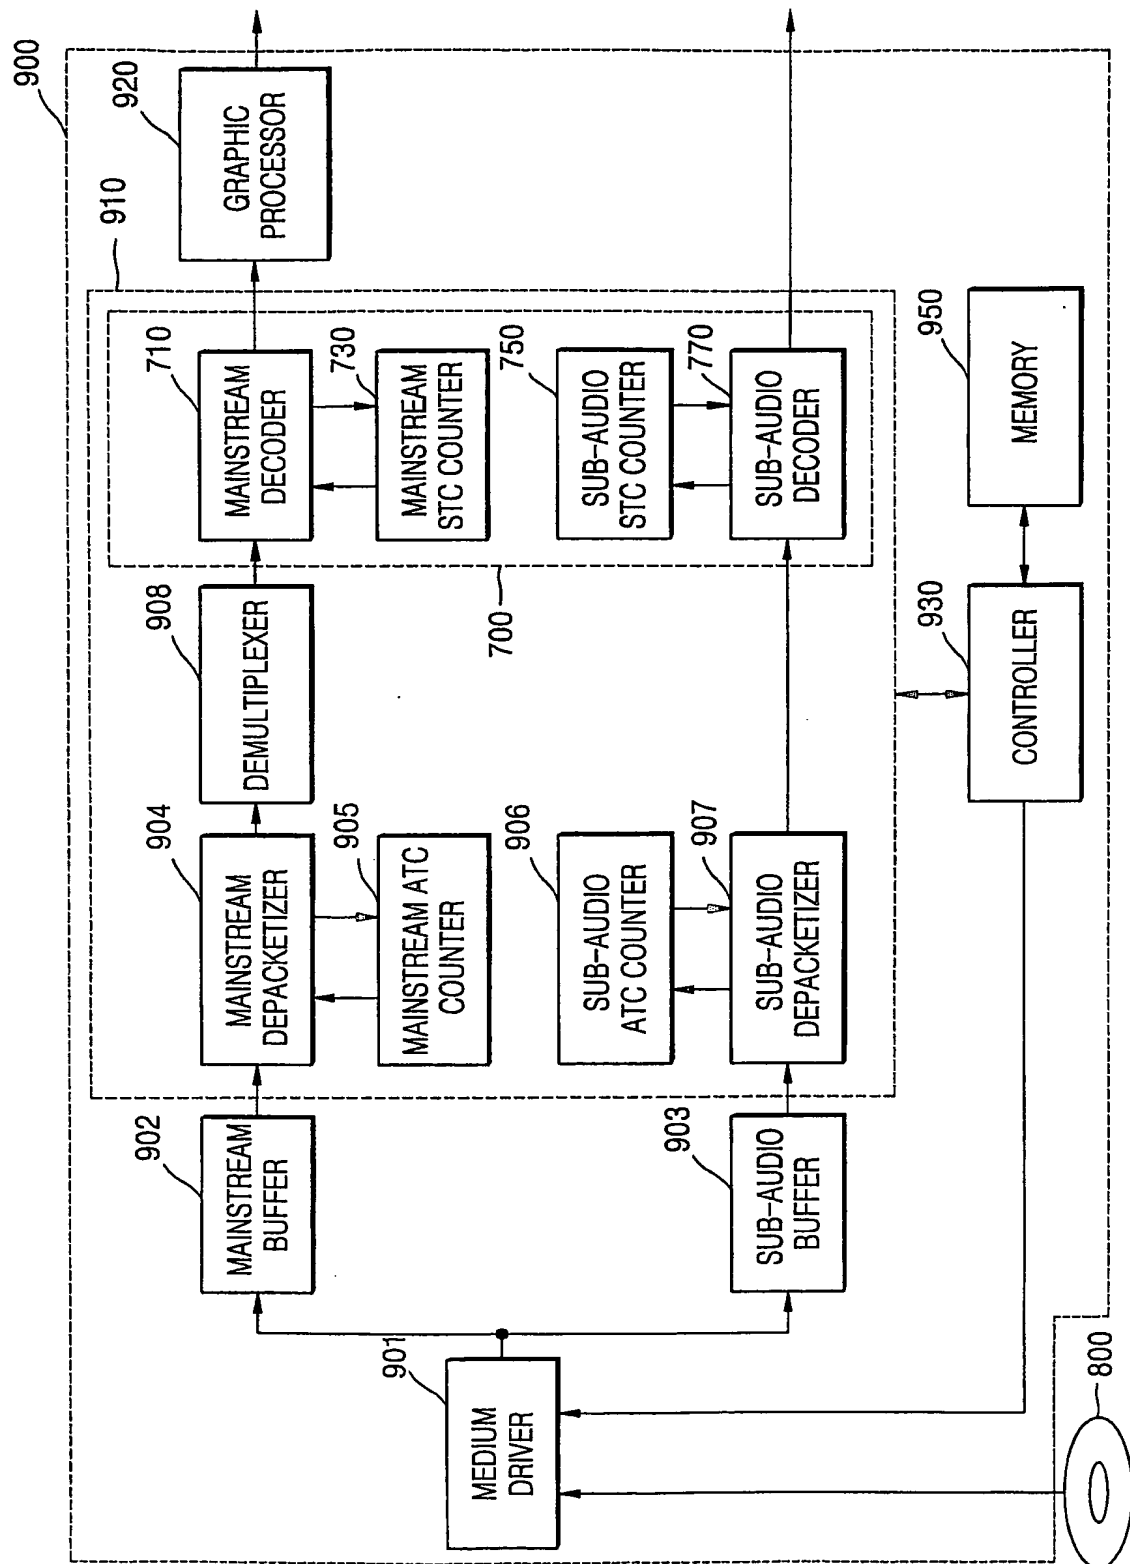 900
920
GRAPHIC
PROCESSOR
910
710
MAINSTREAM
DECODER
730
MAINSTREAM
STC COUNTER
750
SUB-AUDIO
STC COUNTER
770
SUB-AUDIO
DECODER
700
908
DEMULTIPLEXER
904
MAINSTREAM
DEPACKETIZER
905
MAINSTREAM ATC
COUNTER
906
SUB-AUDIO
ATC COUNTER
907
SUB-AUDIO
DEPACKETIZER
902
MAINSTREAM
BUFFER
903
SUB-AUDIO
BUFFER
901
MEDIUM
DRIVER
950
MEMORY
930
CONTROLLER
800